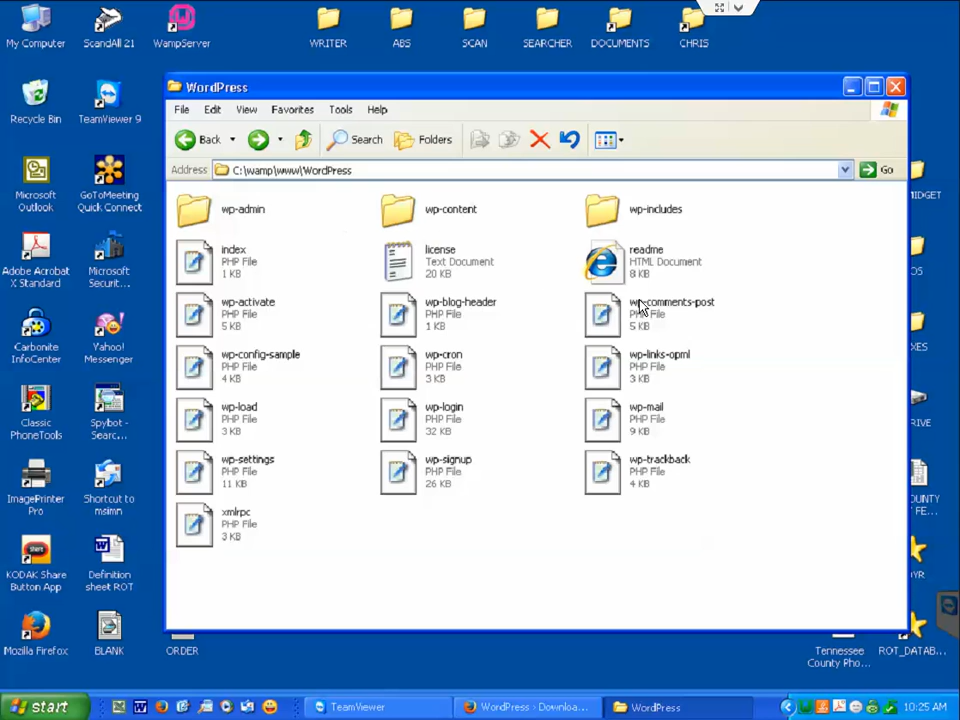 My Computer
ScandAll 21
WampServer
WRITER
ABS
SCAN
SEARCHER
DOCUMENTS
CHRIS
Recycle Bin
TeamViewer 9
Microsoft
Outlook
GoToMeeting
Quick Connect
Adobe Acrobat
X Standard
Microsoft
Securit...
Carbonite
InfoCenter
Yahoo!
Messenger
Classic
PhoneTools
Spybot -
Searc...
ImagePrinter
Pro
Shortcut to
msimn
KODAK Share
Button App
Definition
sheet ROT
Mozilla Firefox
BLANK
ORDER
WordPress
File Edit View Favorites Tools Help
Back Search Folders
Address C:\wamp\www\WordPress Go
wp-admin
wp-content
wp-includes
index
PHP File
1 KB
license
Text Document
20 KB
readme
HTML Document
8 KB
wp-activate
PHP File
5 KB
wp-blog-header
PHP File
1 KB
wp-comments-post
PHP File
5 KB
wp-config-sample
PHP File
4 KB
wp-cron
PHP File
3 KB
wp-links-opml
PHP File
3 KB
wp-load
PHP File
3 KB
wp-login
PHP File
32 KB
wp-mail
PHP File
9 KB
wp-settings
PHP File
11 KB
wp-signup
PHP File
26 KB
wp-trackback
PHP File
4 KB
xmlrpc
PHP File
3 KB
Tennessee
County Pho...
ROT_DATAB...
start
TeamViewer
WordPress › Downloa...
WordPress
10:25 AM